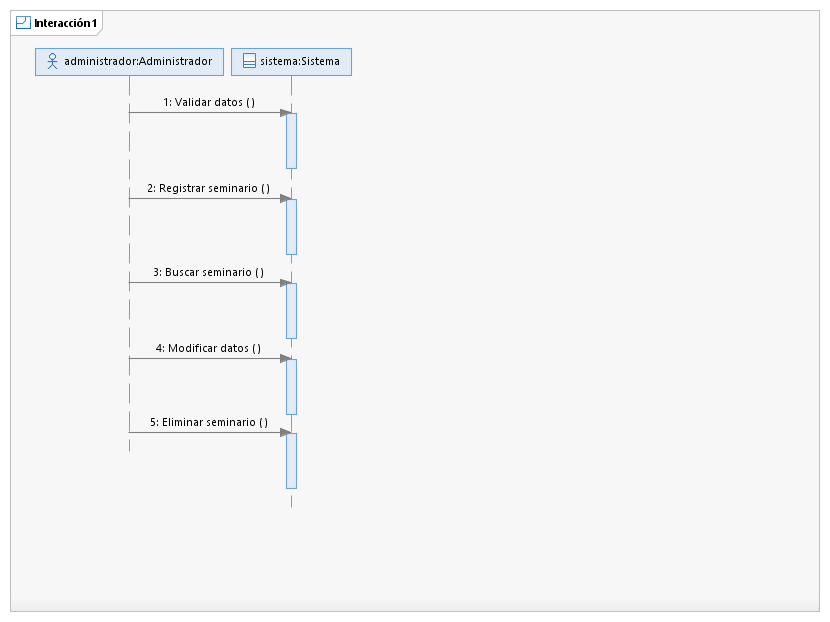 Interacción1
administrador:Administrador
sistema:Sistema
1: Validar datos ( )
2: Registrar seminario ( )
3: Buscar seminario ( )
4: Modificar datos ( )
5: Eliminar seminario ( )